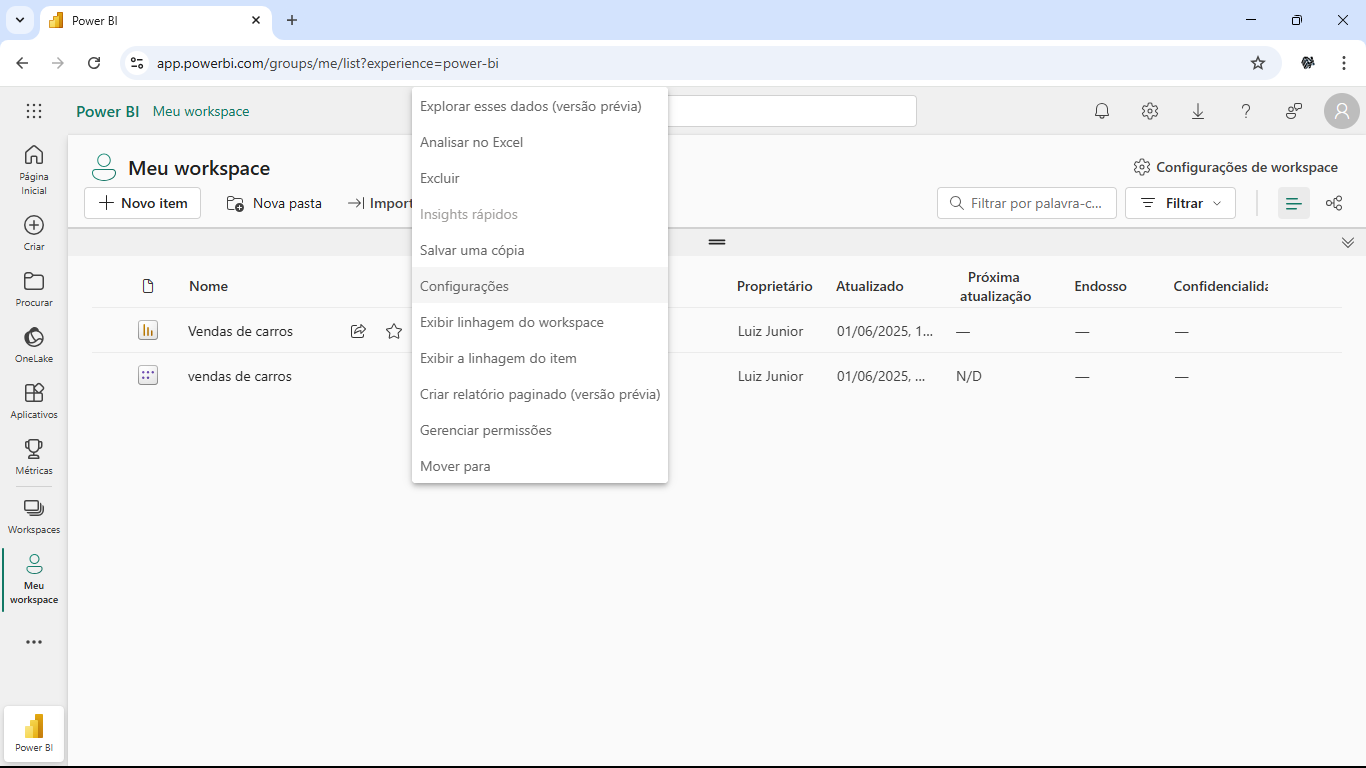 Power BI
app.powerbi.com/groups/me/list?experience=power-bi
Power BI Meu workspace
Página
Inicial
Criar
Procurar
OneLake
Aplicativos
Métricas
Workspaces
Meu
workspace
Power BI
Meu workspace
Configurações de workspace
Novo item
Nova pasta
Import
Filtrar por palavra-c...
Filtrar
Explorar esses dados (versão prévia)
Analisar no Excel
Excluir
Insights rápidos
Salvar uma cópia
Configurações
Exibir linhagem do workspace
Exibir a linhagem do item
Criar relatório paginado (versão prévia)
Gerenciar permissões
Mover para
Nome Proprietário Atualizado Próxima atualização Endosso Confidencialida
Vendas de carros Luiz Junior 01/06/2025, 1... — — —
vendas de carros Luiz Junior 01/06/2025, ... N/D — —